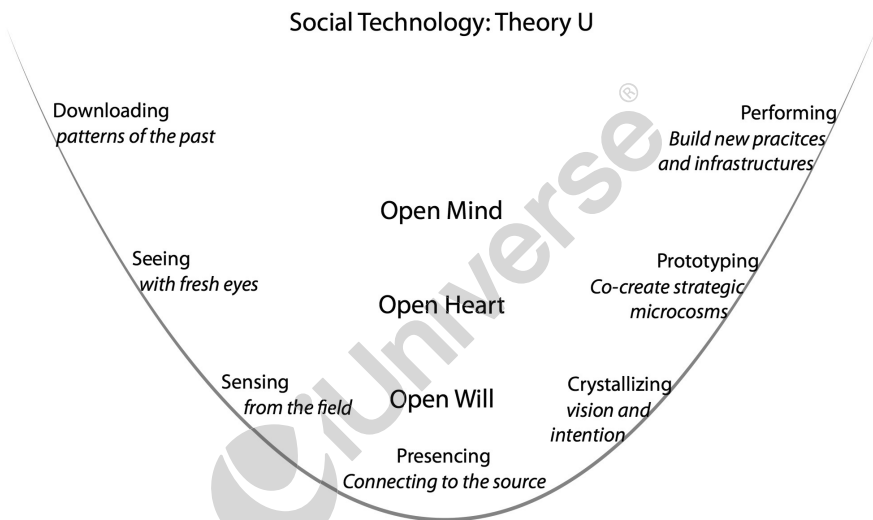 Social Technology: Theory U
Downloading
patterns of the past
Seeing
with fresh eyes
Sensing
from the field
Presencing
Connecting to the source
Crystallizing
vision and
intention
Prototyping
Co-create strategic
microcosms
Performing
Build new pracitces
and infrastructures
Open Mind
Open Heart
Open Will
iUniverse®